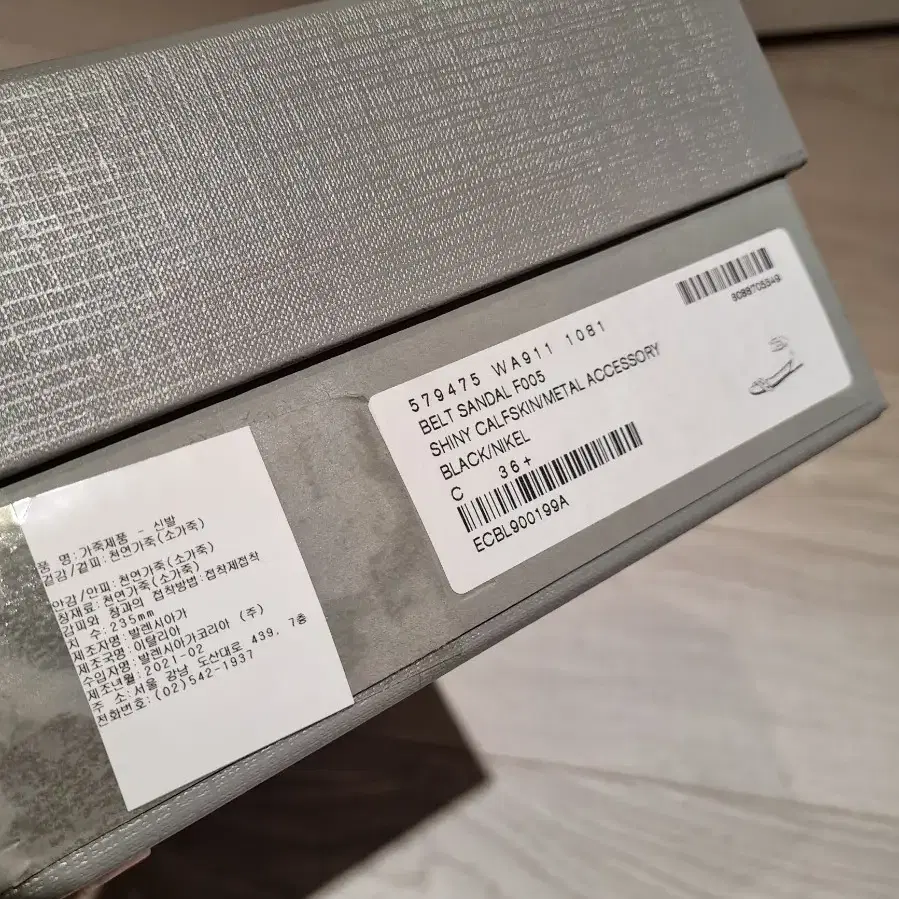 8088705349
579475 WA911 1081
BELT SANDAL F005
SHINY CALFSKIN/METAL ACCESSORY
BLACK/NIKEL
C 36+
ECBL900199A
품 명:가죽제품 - 신발
겉감/겉피:천연가죽(소가죽)
안감/안피:천연가죽(소가죽)
창재료:천연가죽(소가죽)
갑피와 창과의 접착방법:접착제접착
치 수:235mm
제조자명:발렌시아가
제조국명:이탈리아
수입자명:발렌시아가코리아 (주)
제조년월:2021-02
주 소:서울 강남 도산대로 439, 7층
전화번호:(02)542-1937